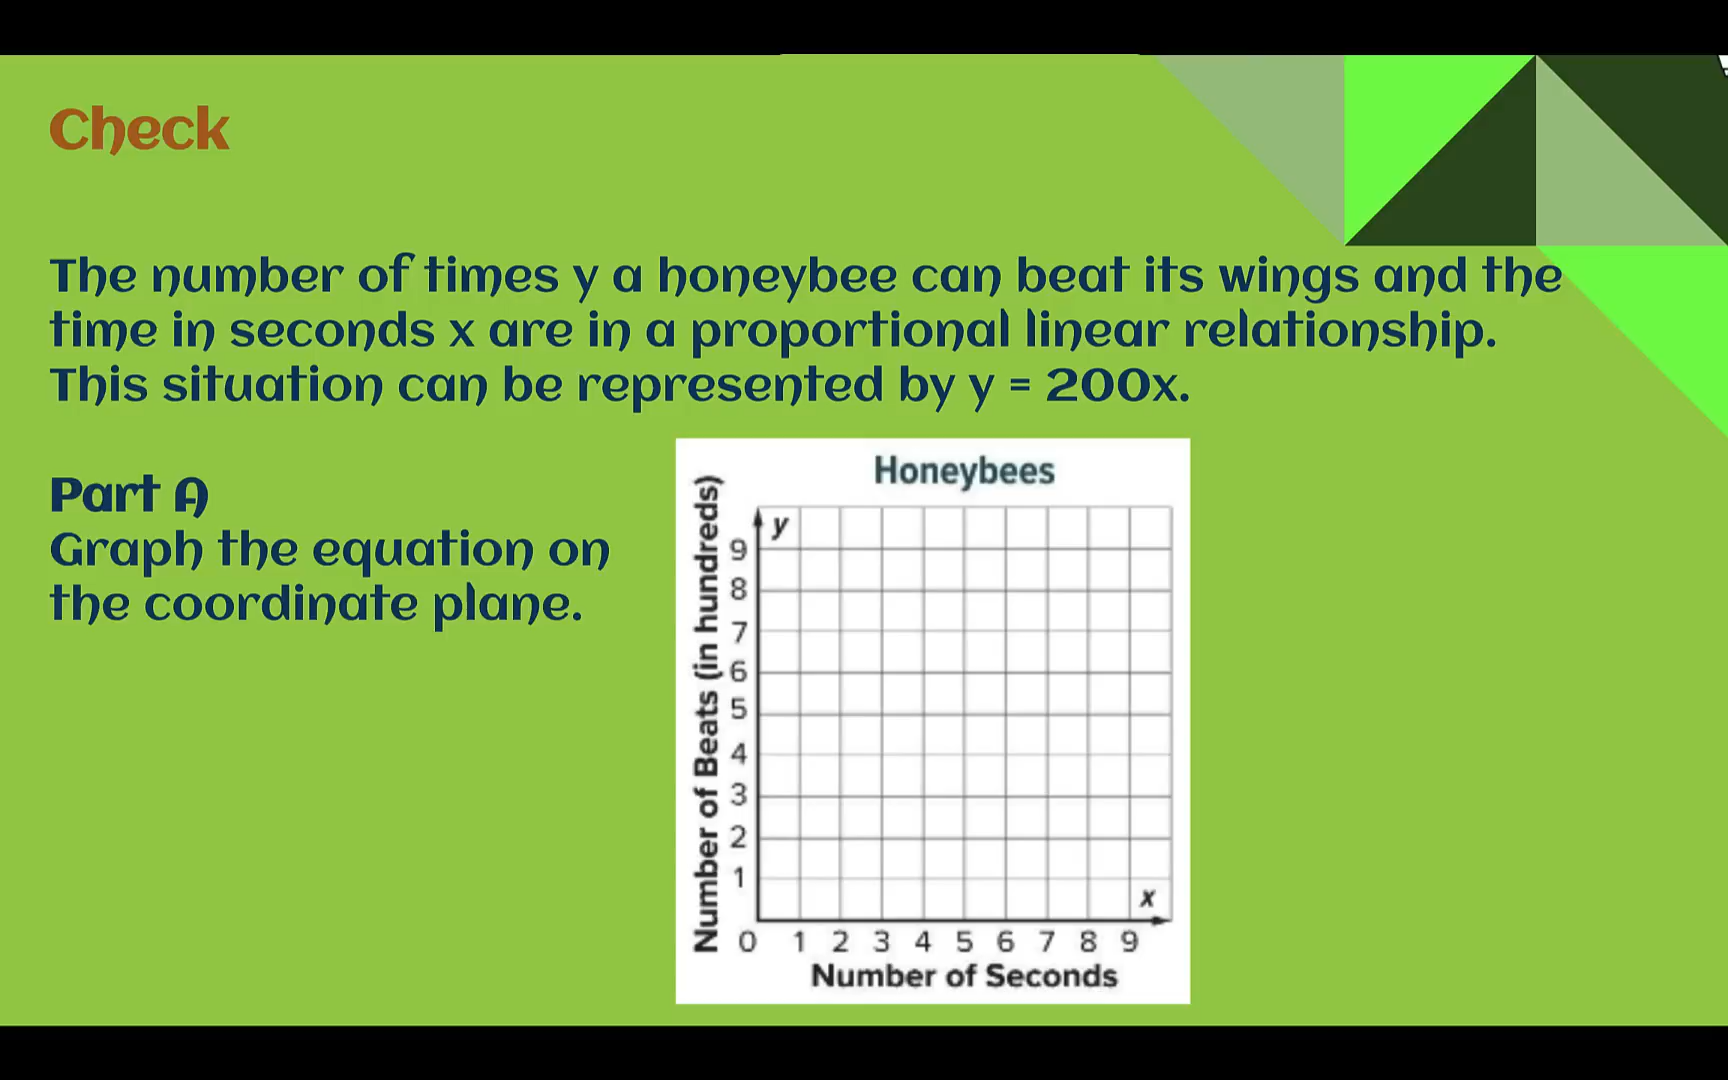 Check
The number of times y a honeybee can beat its wings and the
time in seconds x are in a proportional linear relationship.
This situation can be represented by y = 200x.
Part A
Graph the equation on
the coordinate plane.
Honeybees
Number of Beats (in hundreds)
y
9
8
7
6
5
4
3
2
1
x
0 1 2 3 4 5 6 7 8 9
Number of Seconds